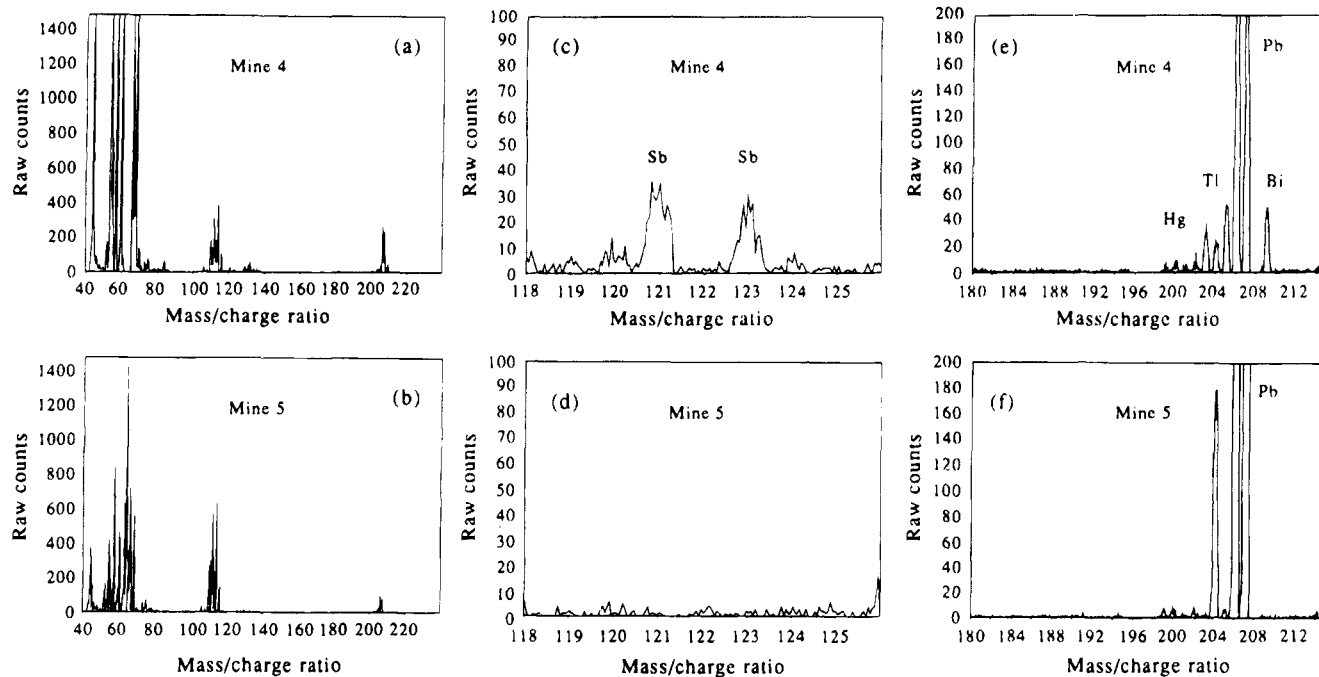 (a)
Mine 4
Raw counts
1400
1200
1000
800
600
400
200
0
40 60 80 100 120 140 160 180 200 220
Mass/charge ratio
(c)
Mine 4
Raw counts
100
90
80
70
60
50
40
30
20
10
0
Sb Sb
118 119 120 121 122 123 124 125
Mass/charge ratio
(e)
Mine 4
Pb
Raw counts
200
180
160
140
120
100
80
60
40
20
0
Hg Tl Bi
180 184 188 192 196 200 204 208 212
Mass/charge ratio
(b)
Mine 5
Raw counts
1400
1200
1000
800
600
400
200
0
40 60 80 100 120 140 160 180 200 220
Mass/charge ratio
(d)
Mine 5
Raw counts
100
90
80
70
60
50
40
30
20
10
0
118 119 120 121 122 123 124 125
Mass/charge ratio
(f)
Mine 5
Pb
Raw counts
200
180
160
140
120
100
80
60
40
20
0
180 184 188 192 196 200 204 208 212
Mass/charge ratio